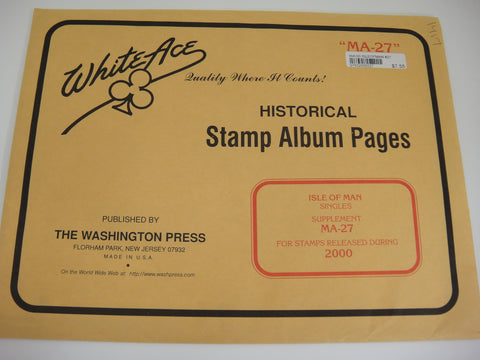 "MA-27"
$7.55
White-Ace
Quality Where It Counts!
HISTORICAL
Stamp Album Pages
ISLE OF MAN
SINGLES
SUPPLEMENT
MA-27
FOR STAMPS RELEASED DURING
2000
PUBLISHED BY
THE WASHINGTON PRESS
FLORHAM PARK, NEW JERSEY 07932
MADE IN U.S.A.
On the World Wide Web at: http://www.washpress.com